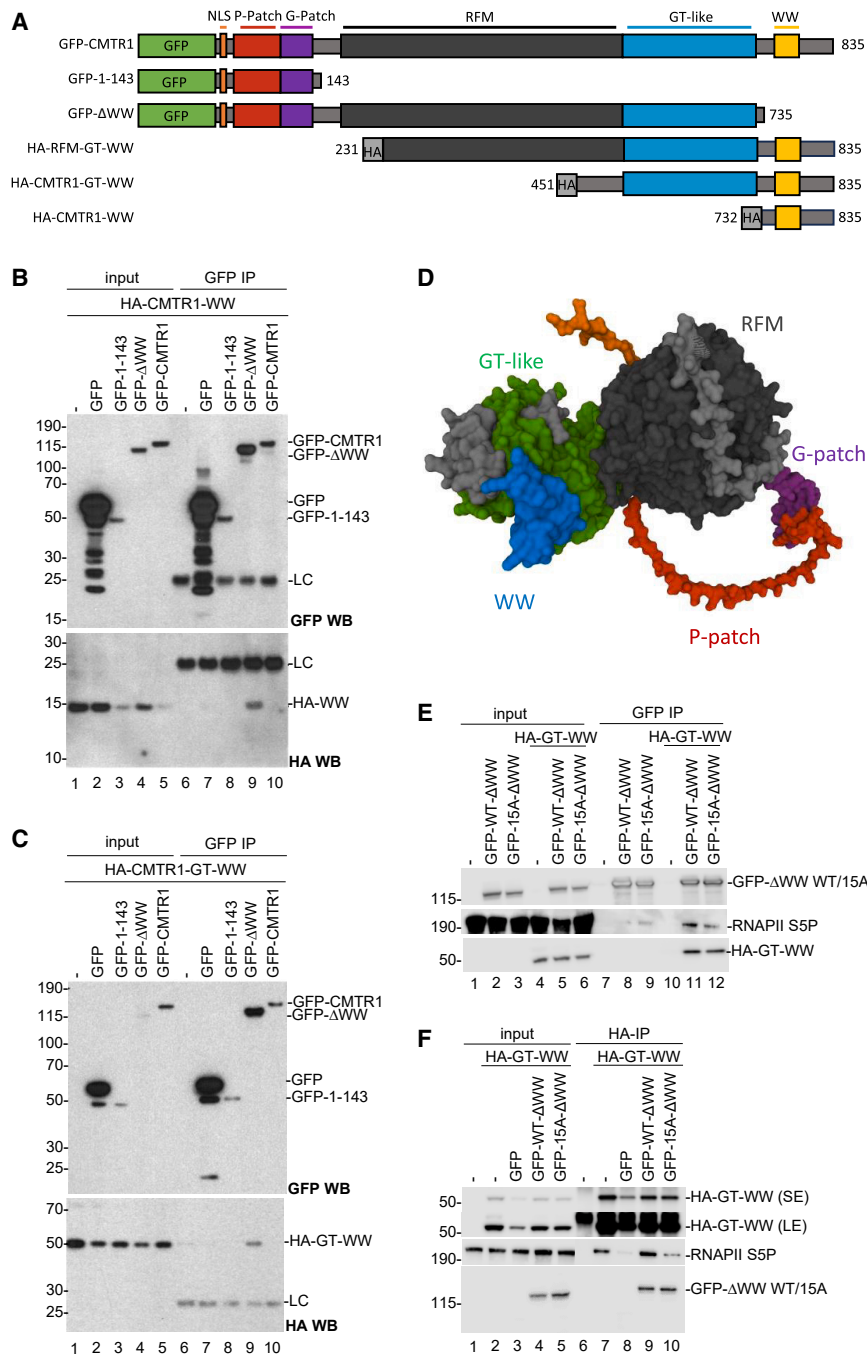 A
NLS P-Patch G-Patch RFM GT-like WW
GFP-CMTR1 GFP 835
GFP-1-143 GFP 143
GFP-ΔWW GFP 735
HA-RFM-GT-WW 231 HA 835
HA-CMTR1-GT-WW 451 HA 835
HA-CMTR1-WW 732 HA 835
B
input GFP IP
HA-CMTR1-WW
- GFP GFP-1-143 GFP-ΔWW GFP-CMTR1 - GFP GFP-1-143 GFP-ΔWW GFP-CMTR1
190-
115-
100-
70-
50-
30-
25-
15-
-GFP-CMTR1
-GFP-ΔWW
-GFP
-GFP-1-143
-LC
GFP WB
30-
25-
15-
10-
-LC
-HA-WW
HA WB
1 2 3 4 5 6 7 8 9 10
C
input GFP IP
HA-CMTR1-GT-WW
- GFP GFP-1-143 GFP-ΔWW GFP-CMTR1 - GFP GFP-1-143 GFP-ΔWW GFP-CMTR1
190-
115-
70-
50-
30-
25-
-GFP-CMTR1
-GFP-ΔWW
-GFP
-GFP-1-143
GFP WB
70-
50-
30-
25-
-HA-GT-WW
-LC
HA WB
1 2 3 4 5 6 7 8 9 10
D
RFM
GT-like
G-patch
WW
P-patch
E
input GFP IP
HA-GT-WW HA-GT-WW
- GFP-WT-ΔWW GFP-15A-ΔWW - GFP-WT-ΔWW GFP-15A-ΔWW - GFP-WT-ΔWW GFP-15A-ΔWW - GFP-WT-ΔWW GFP-15A-ΔWW
115- -GFP-ΔWW WT/15A
190- -RNAPII S5P
50- -HA-GT-WW
1 2 3 4 5 6 7 8 9 10 11 12
F
input HA-IP
HA-GT-WW HA-GT-WW
- - GFP GFP-WT-ΔWW GFP-15A-ΔWW - - GFP GFP-WT-ΔWW GFP-15A-ΔWW
50- -HA-GT-WW (SE)
50- -HA-GT-WW (LE)
190- -RNAPII S5P
115- -GFP-ΔWW WT/15A
1 2 3 4 5 6 7 8 9 10